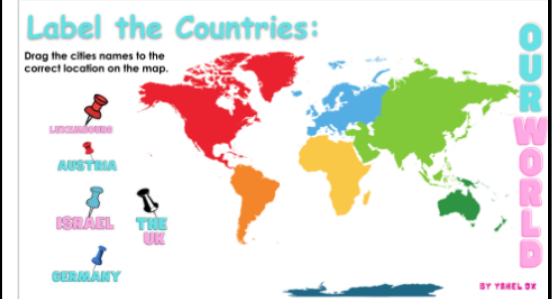 Label the Countries:
Drag the cities names to the
correct location on the map.
LUXEMBOURG
AUSTRIA
ISRAEL
THE
UK
GERMANY
OUR
WORLD
BY YAHEL DK